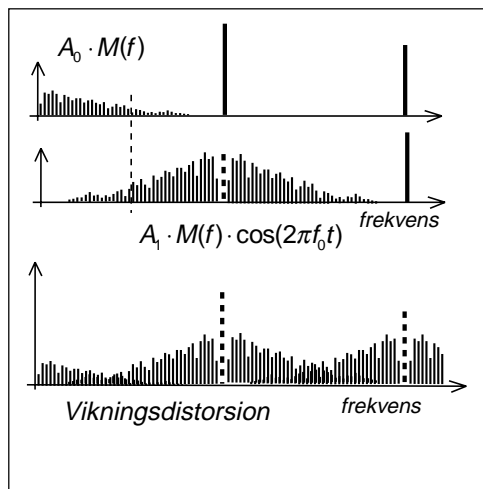 A₀ · M(f)
frekvens
A₁ · M(f) · cos(2πf₀t)
Vikningsdistorsion
frekvens